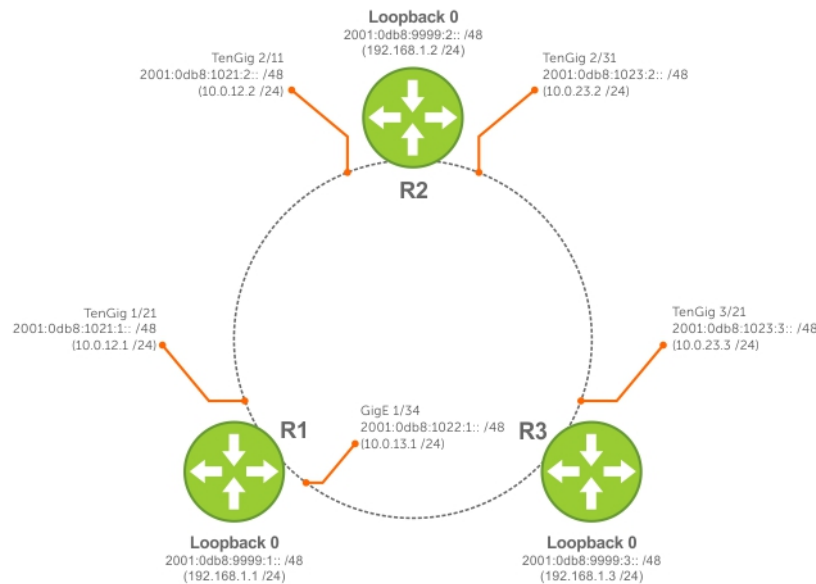 Loopback 0
2001:0db8:9999:2:: /48
(192.168.1.2 /24)
TenGig 2/11
2001:0db8:1021:2:: /48
(10.0.12.2 /24)
TenGig 2/31
2001:0db8:1023:2:: /48
(10.0.23.2 /24)
R2
TenGig 1/21
2001:0db8:1021:1:: /48
(10.0.12.1 /24)
TenGig 3/21
2001:0db8:1023:3:: /48
(10.0.23.3 /24)
GigE 1/34
2001:0db8:1022:1:: /48
(10.0.13.1 /24)
R1
R3
Loopback 0
2001:0db8:9999:1:: /48
(192.168.1.1 /24)
Loopback 0
2001:0db8:9999:3:: /48
(192.168.1.3 /24)